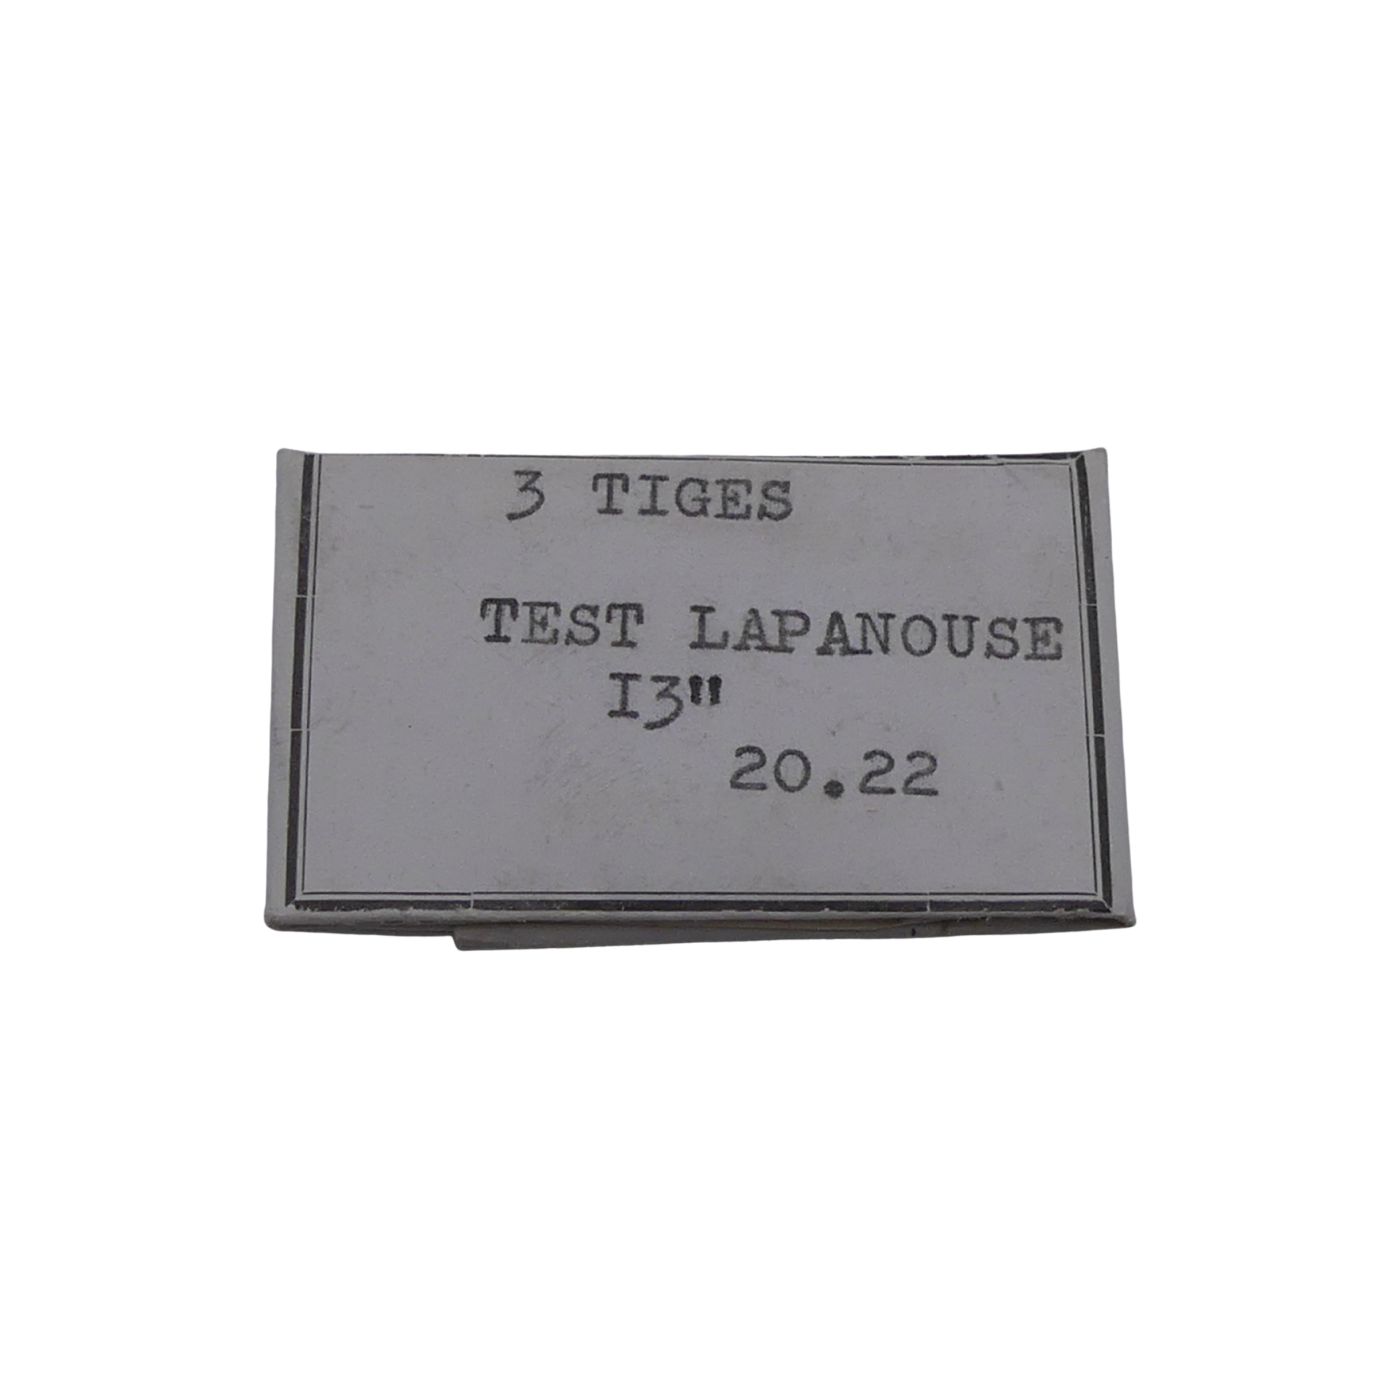 3 TIGES
TEST LAPANOUSE
I3"
20.22